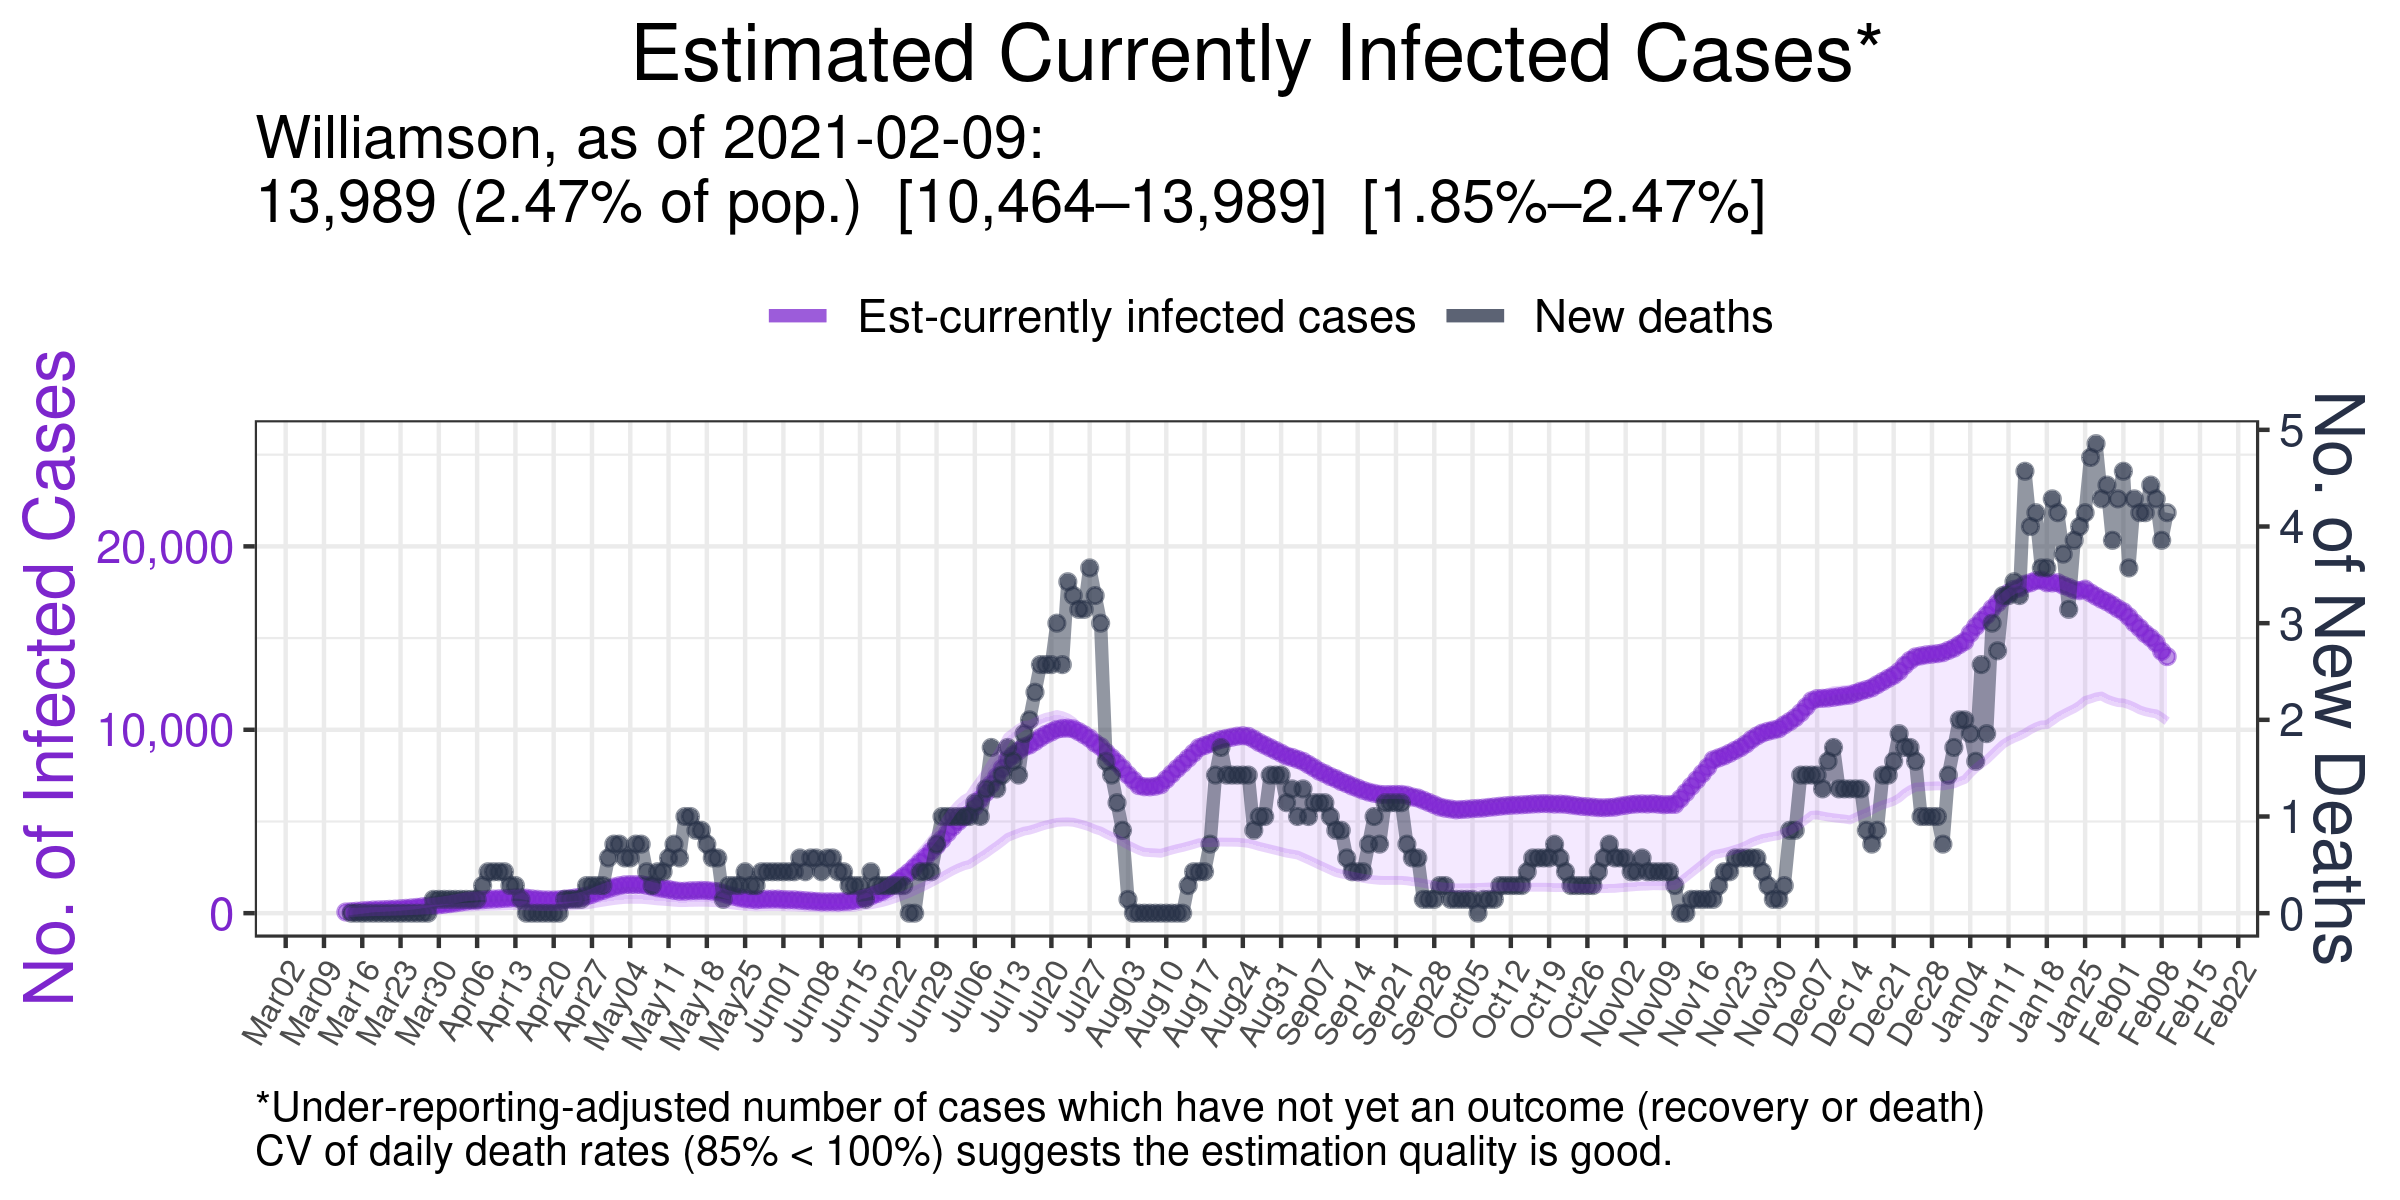 Estimated Currently Infected Cases*
Williamson, as of 2021-02-09:
13,989 (2.47% of pop.) [10,464–13,989] [1.85%–2.47%]
Est-currently infected cases New deaths
No. of Infected Cases
20,000
10,000
0
5
4
3
2
1
0
No. of New Deaths
Mar02 Mar09 Mar16 Mar23 Mar30 Apr06 Apr13 Apr20 Apr27 May04 May11 May18 May25 Jun01 Jun08 Jun15 Jun22 Jun29 Jul06 Jul13 Jul20 Jul27 Aug03 Aug10 Aug17 Aug24 Aug31 Sep07 Sep14 Sep21 Sep28 Oct05 Oct12 Oct19 Oct26 Nov02 Nov09 Nov16 Nov23 Nov30 Dec07 Dec14 Dec21 Dec28 Jan04 Jan11 Jan18 Jan25 Feb01 Feb08 Feb15 Feb22
*Under-reporting-adjusted number of cases which have not yet an outcome (recovery or death)
CV of daily death rates (85% < 100%) suggests the estimation quality is good.